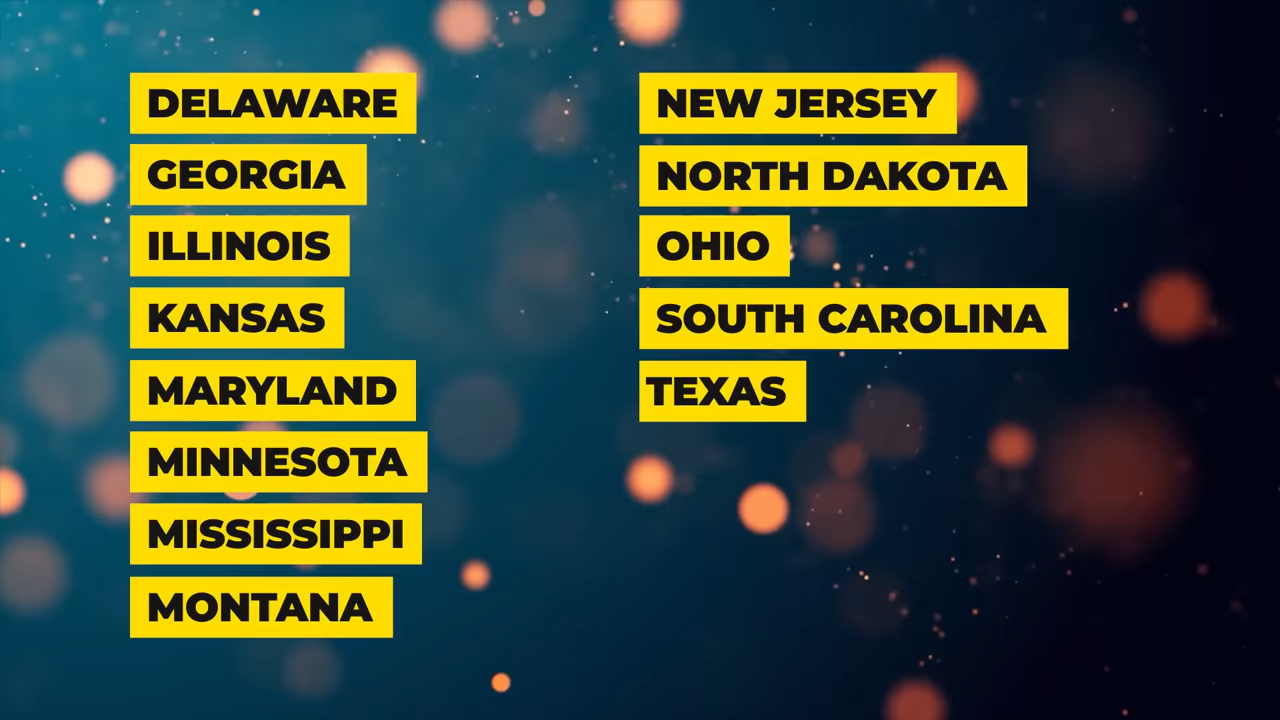 DELAWARE
GEORGIA
ILLINOIS
KANSAS
MARYLAND
MINNESOTA
MISSISSIPPI
MONTANA
NEW JERSEY
NORTH DAKOTA
OHIO
SOUTH CAROLINA
TEXAS